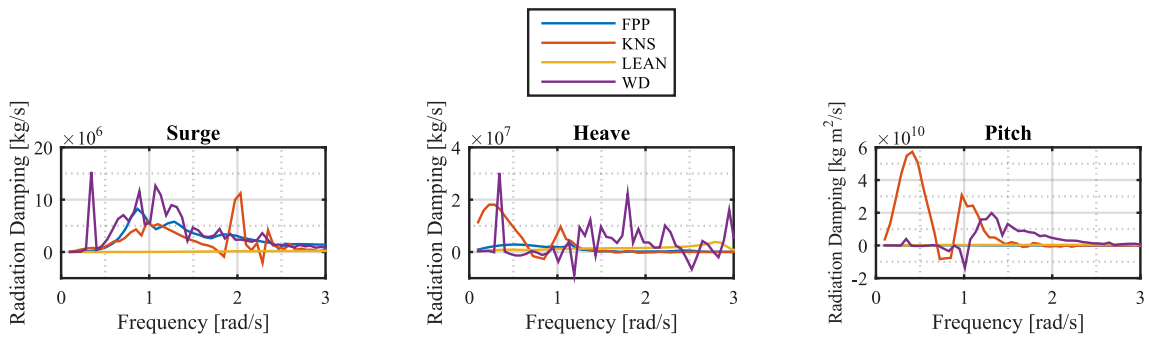 FPP
KNS
LEAN
WD
Surge
×10^6
Radiation Damping [kg/s]
20
10
0
0 1 2 3
Frequency [rad/s]
Heave
×10^7
Radiation Damping [kg/s]
4
2
0
0 1 2 3
Frequency [rad/s]
Pitch
×10^10
Radiation Damping [kg m^2/s]
6
4
2
0
-2
0 1 2 3
Frequency [rad/s]